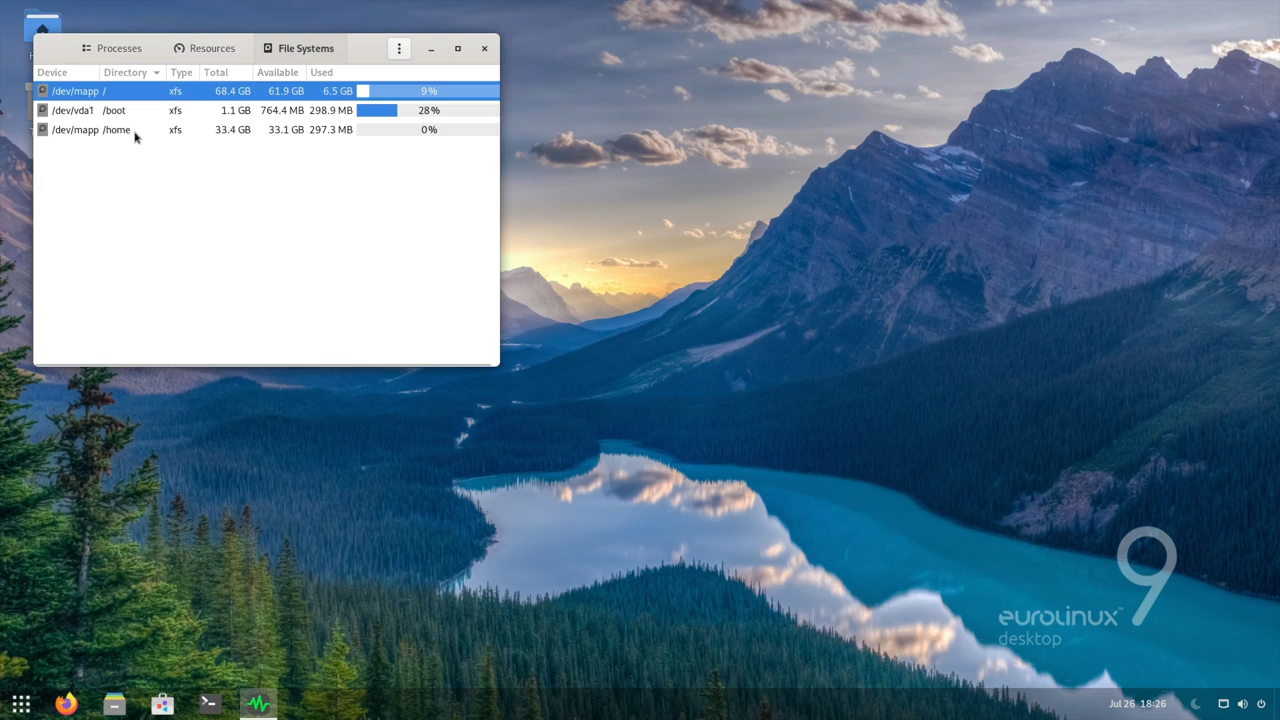 Processes Resources File Systems
Device Directory Type Total Available Used
/dev/mapp / xfs 68.4 GB 61.9 GB 6.5 GB 9%
/dev/vda1 /boot xfs 1.1 GB 764.4 MB 298.9 MB 28%
/dev/mapp /home xfs 33.4 GB 33.1 GB 297.3 MB 0%
9
eurolinux™
desktop
Jul 26 18:26